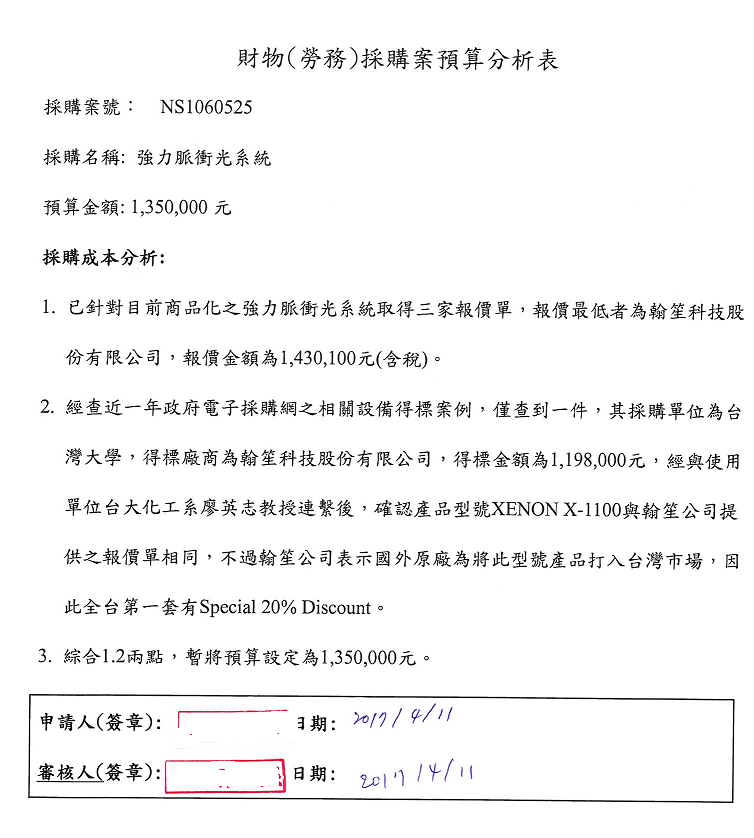 財物(勞務)採購案預算分析表
採購案號： NS1060525
採購名稱: 強力脈衝光系統
預算金額: 1,350,000 元
採購成本分析:
1. 已針對目前商品化之強力脈衝光系統取得三家報價單，報價最低者為翰笙科技股
份有限公司，報價金額為1,430,100元(含稅)。
2. 經查近一年政府電子採購網之相關設備得標案例，僅查到一件，其採購單位為台
灣大學，得標廠商為翰笙科技股份有限公司，得標金額為1,198,000元，經與使用
單位台大化工系廖英志教授連繫後，確認產品型號XENON X-1100與翰笙公司提
供之報價單相同，不過翰笙公司表示國外原廠為將此型號產品打入台灣市場，因
此全台第一套有Special 20% Discount。
3. 綜合1.2兩點，暫將預算設定為1,350,000元。
申請人(簽章): 日期: 2017/4/11
審核人(簽章): 日期: 2017/4/11